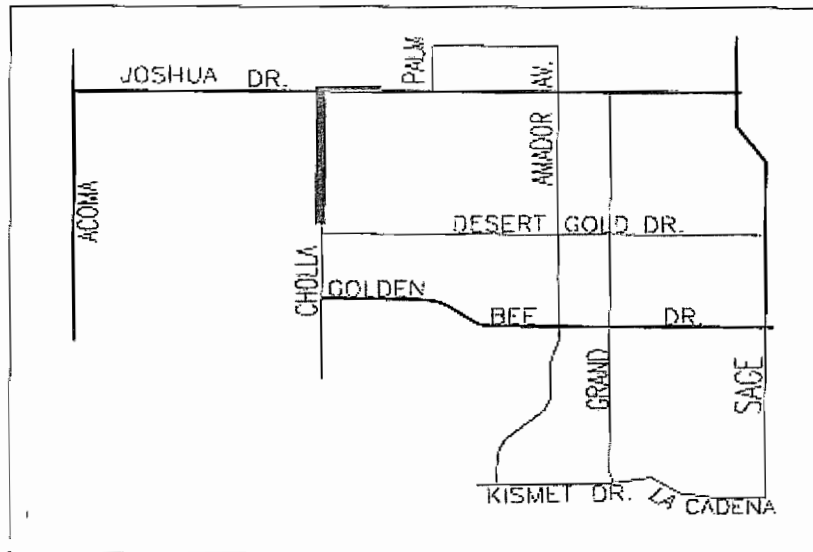 PALM
JOSHUA DR.
AV.
AMADOR
ACOMA
DESERT GOLD DR.
CHOLLA
GOLDEN
BEE DR.
GRAND
SAGE
KISMET DR.
LA CADENA